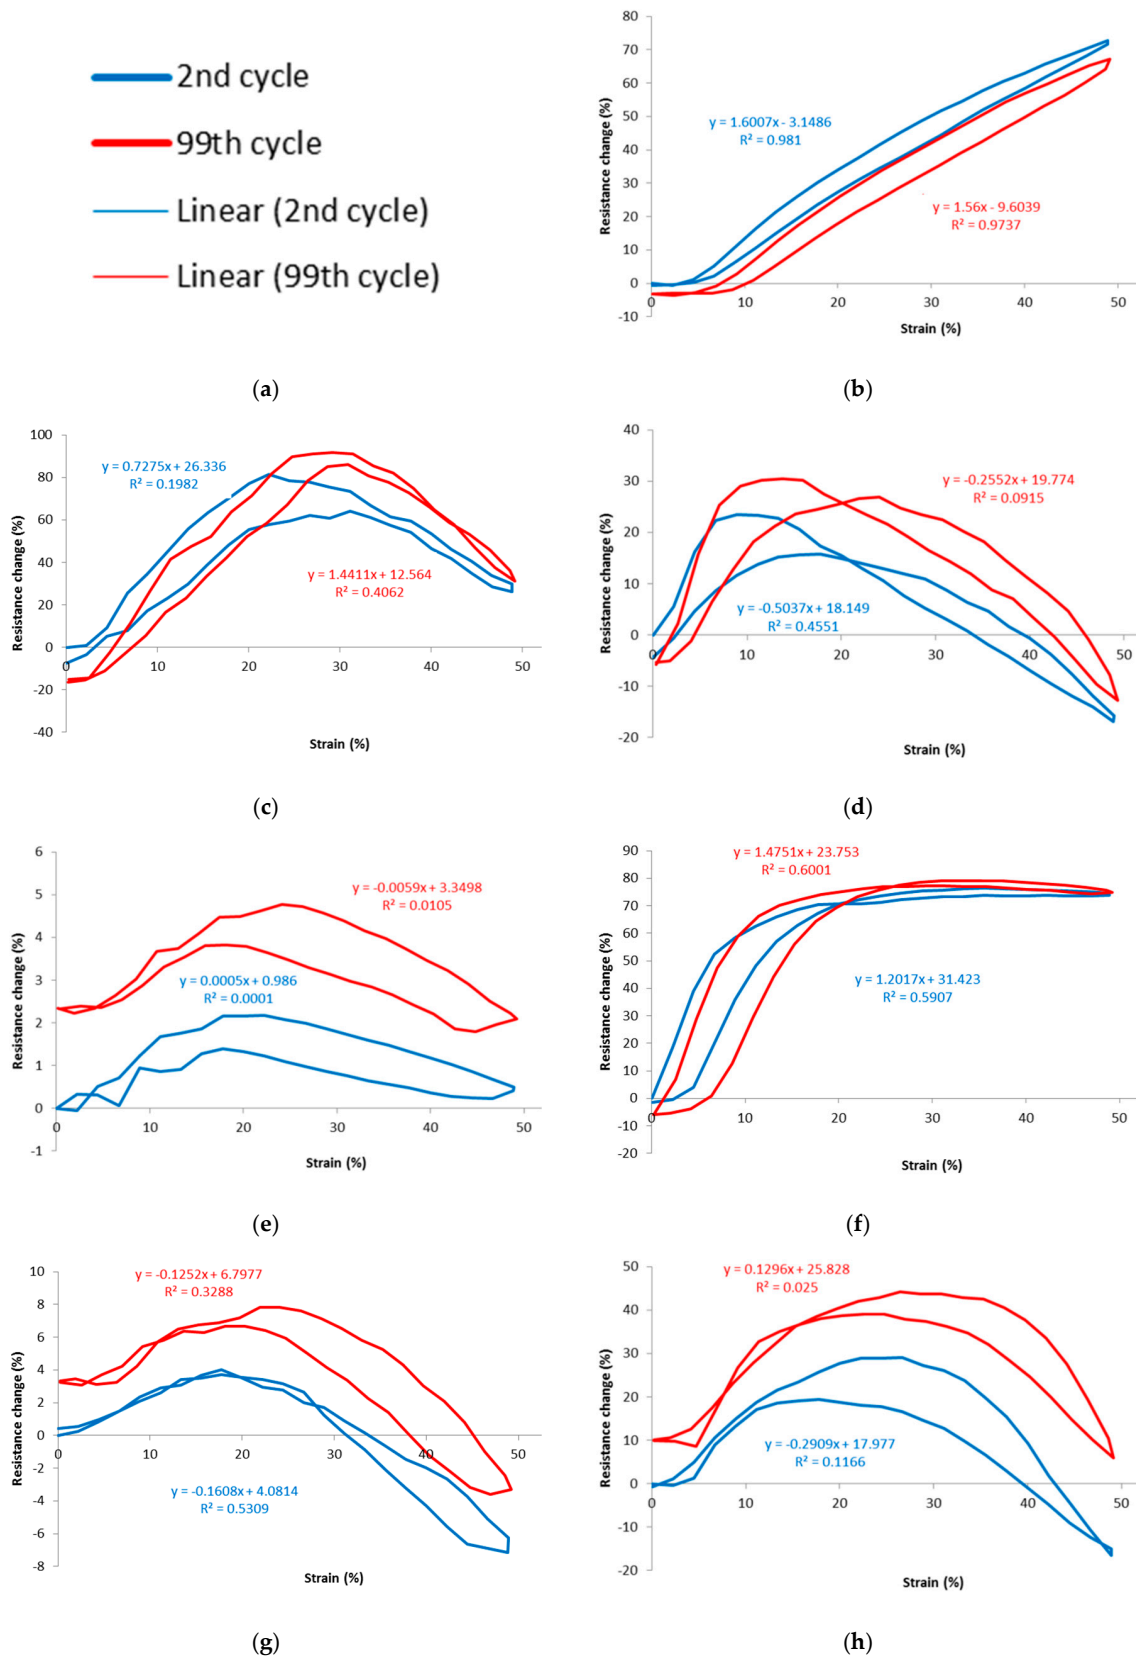 2nd cycle
99th cycle
Linear (2nd cycle)
Linear (99th cycle)
(a)
80
70
60
50
40
30
20
10
0
-10
0
10
20
30
40
50
Resistance change (%)
Strain (%)
y = 1.6007x - 3.1486
R² = 0.981
y = 1.56x - 9.6039
R² = 0.9737
(b)
100
80
60
40
20
0
-20
-40
0
10
20
30
40
50
Resistance change (%)
Strain (%)
y = 0.7275x + 26.336
R² = 0.1982
y = 1.4411x + 12.564
R² = 0.4062
(c)
40
30
20
10
0
-10
-20
0
10
20
30
40
50
Resistance change (%)
Strain (%)
y = -0.2552x + 19.774
R² = 0.0915
y = -0.5037x + 18.149
R² = 0.4551
(d)
6
5
4
3
2
1
0
-1
0
10
20
30
40
50
Resistance change (%)
Strain (%)
y = -0.0059x + 3.3498
R² = 0.0105
y = 0.0005x + 0.986
R² = 0.0001
(e)
90
80
70
60
50
40
30
20
10
0
-10
-20
0
10
20
30
40
50
Resistance change (%)
Strain (%)
y = 1.4751x + 23.753
R² = 0.6001
y = 1.2017x + 31.423
R² = 0.5907
(f)
10
8
6
4
2
0
-2
-4
-6
-8
0
10
20
30
40
50
Resistance change (%)
Strain (%)
y = -0.1252x + 6.7977
R² = 0.3288
y = -0.1608x + 4.0814
R² = 0.5309
(g)
50
40
30
20
10
0
-10
-20
0
10
20
30
40
50
Resistance change (%)
Strain (%)
y = 0.1296x + 25.828
R² = 0.025
y = -0.2909x + 17.977
R² = 0.1166
(h)